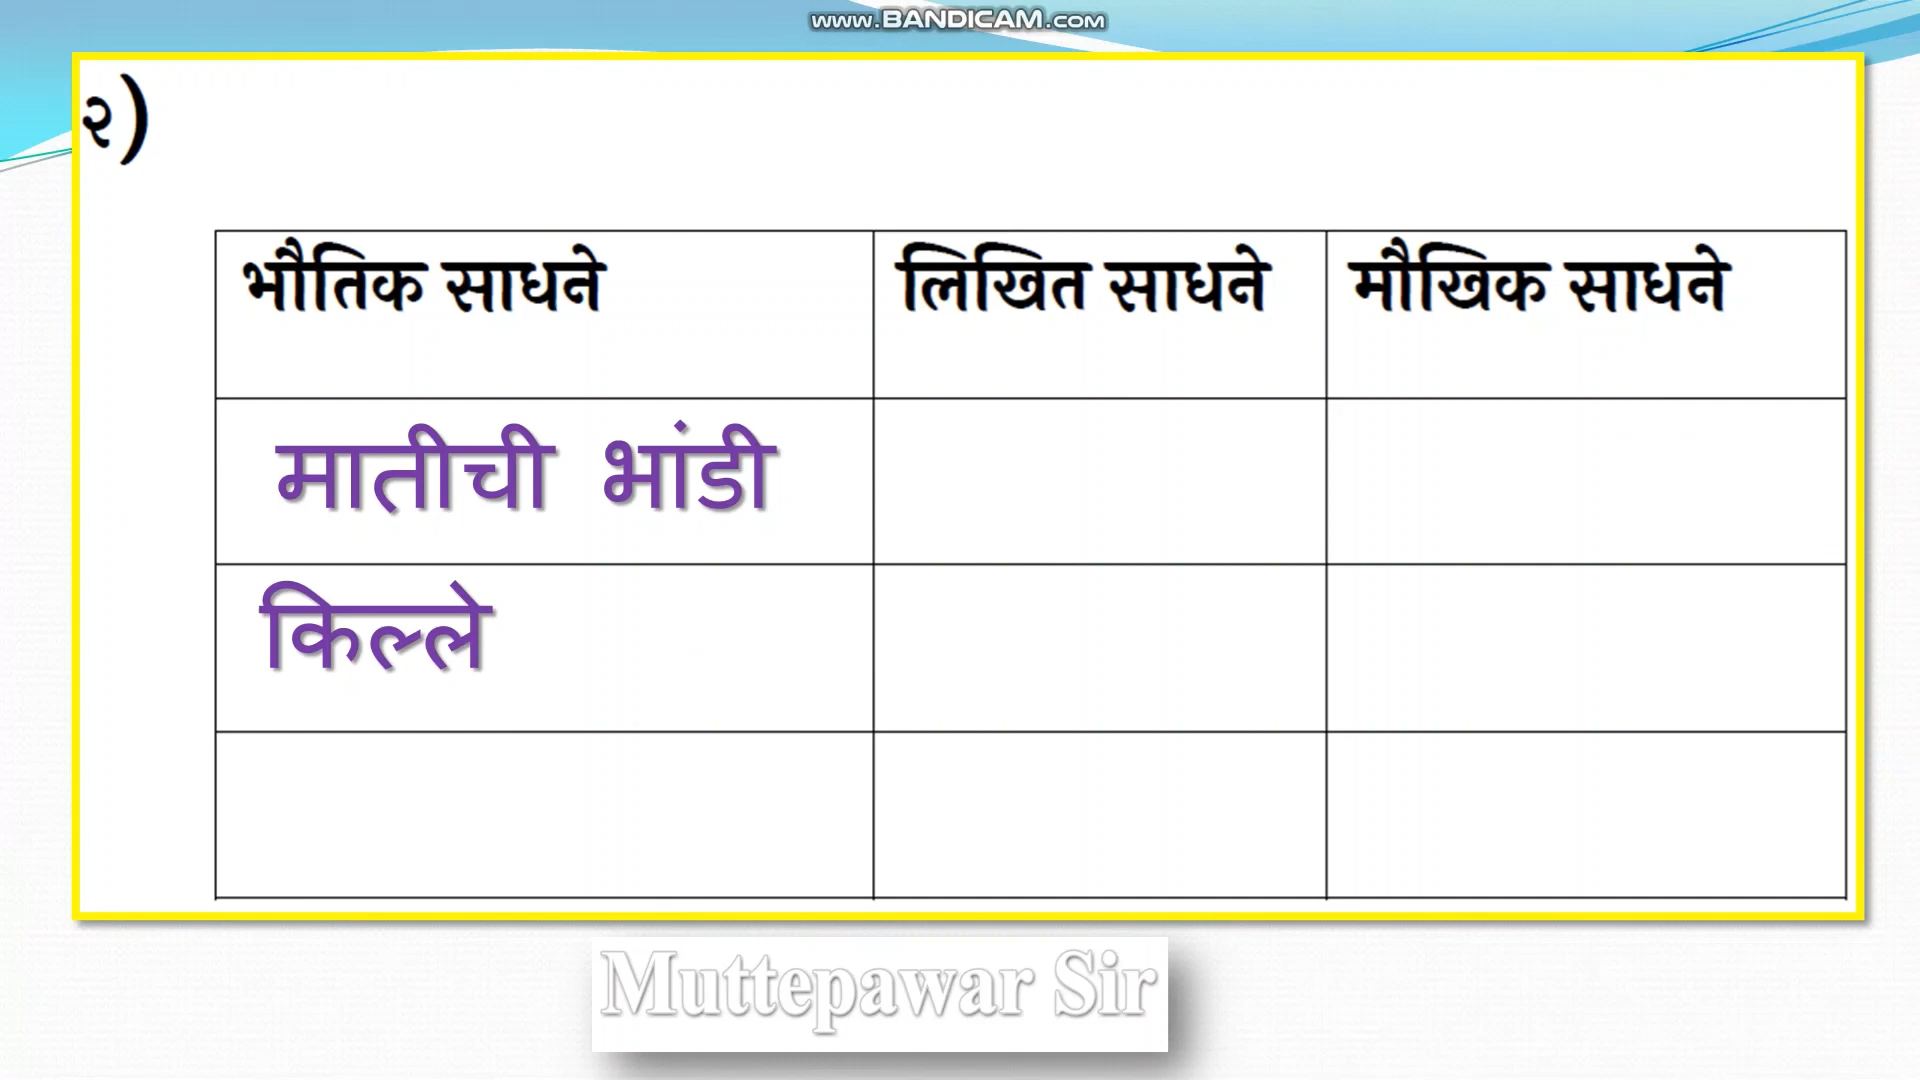 www.BANDICAM.com
२)
भौतिक साधने लिखित साधने मौखिक साधने
मातीची भांडी
किल्ले
Muttepawar Sir